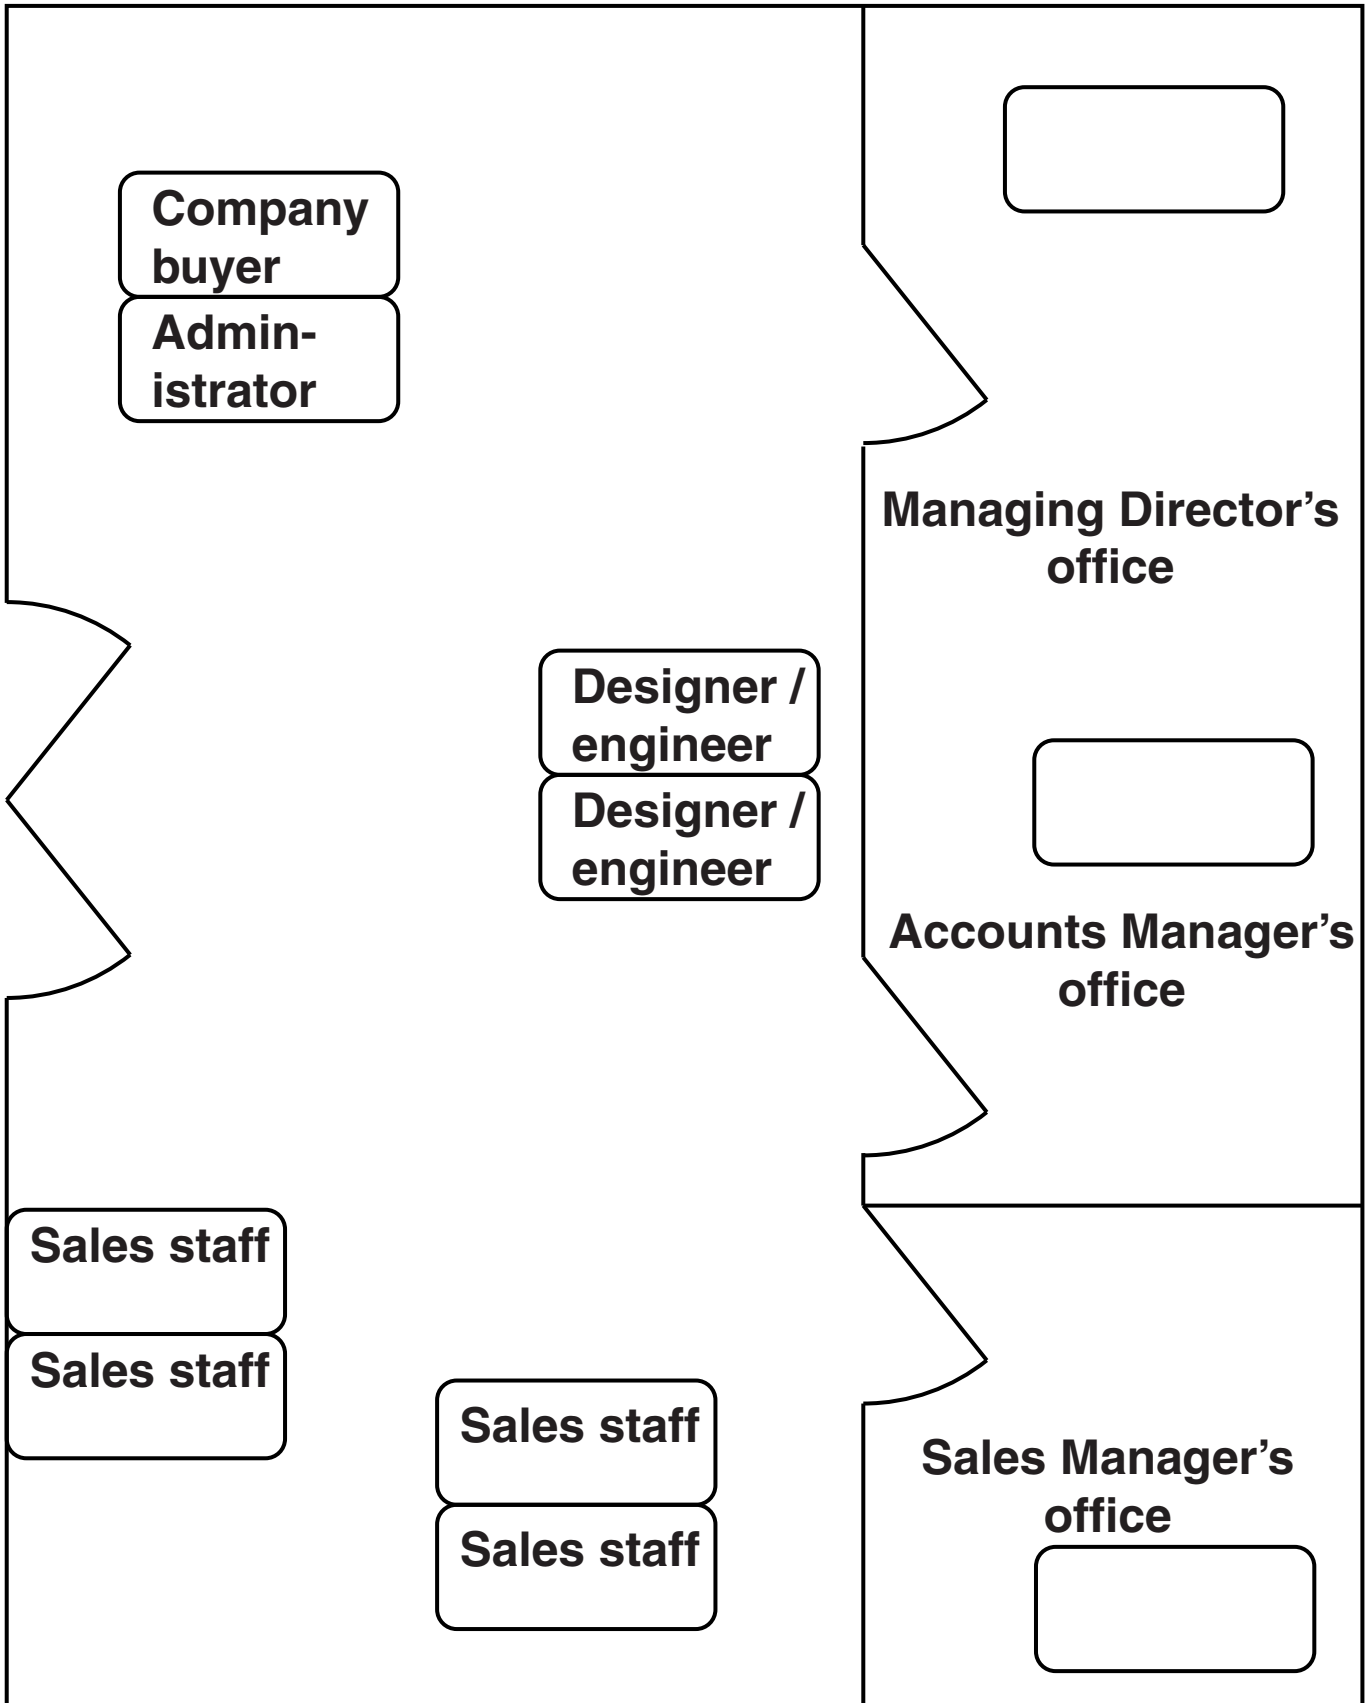 Company
buyer
Admin-
istrator
Managing Director’s
office
Designer /
engineer
Designer /
engineer
Accounts Manager’s
office
Sales staff
Sales staff
Sales staff
Sales staff
Sales Manager’s
office